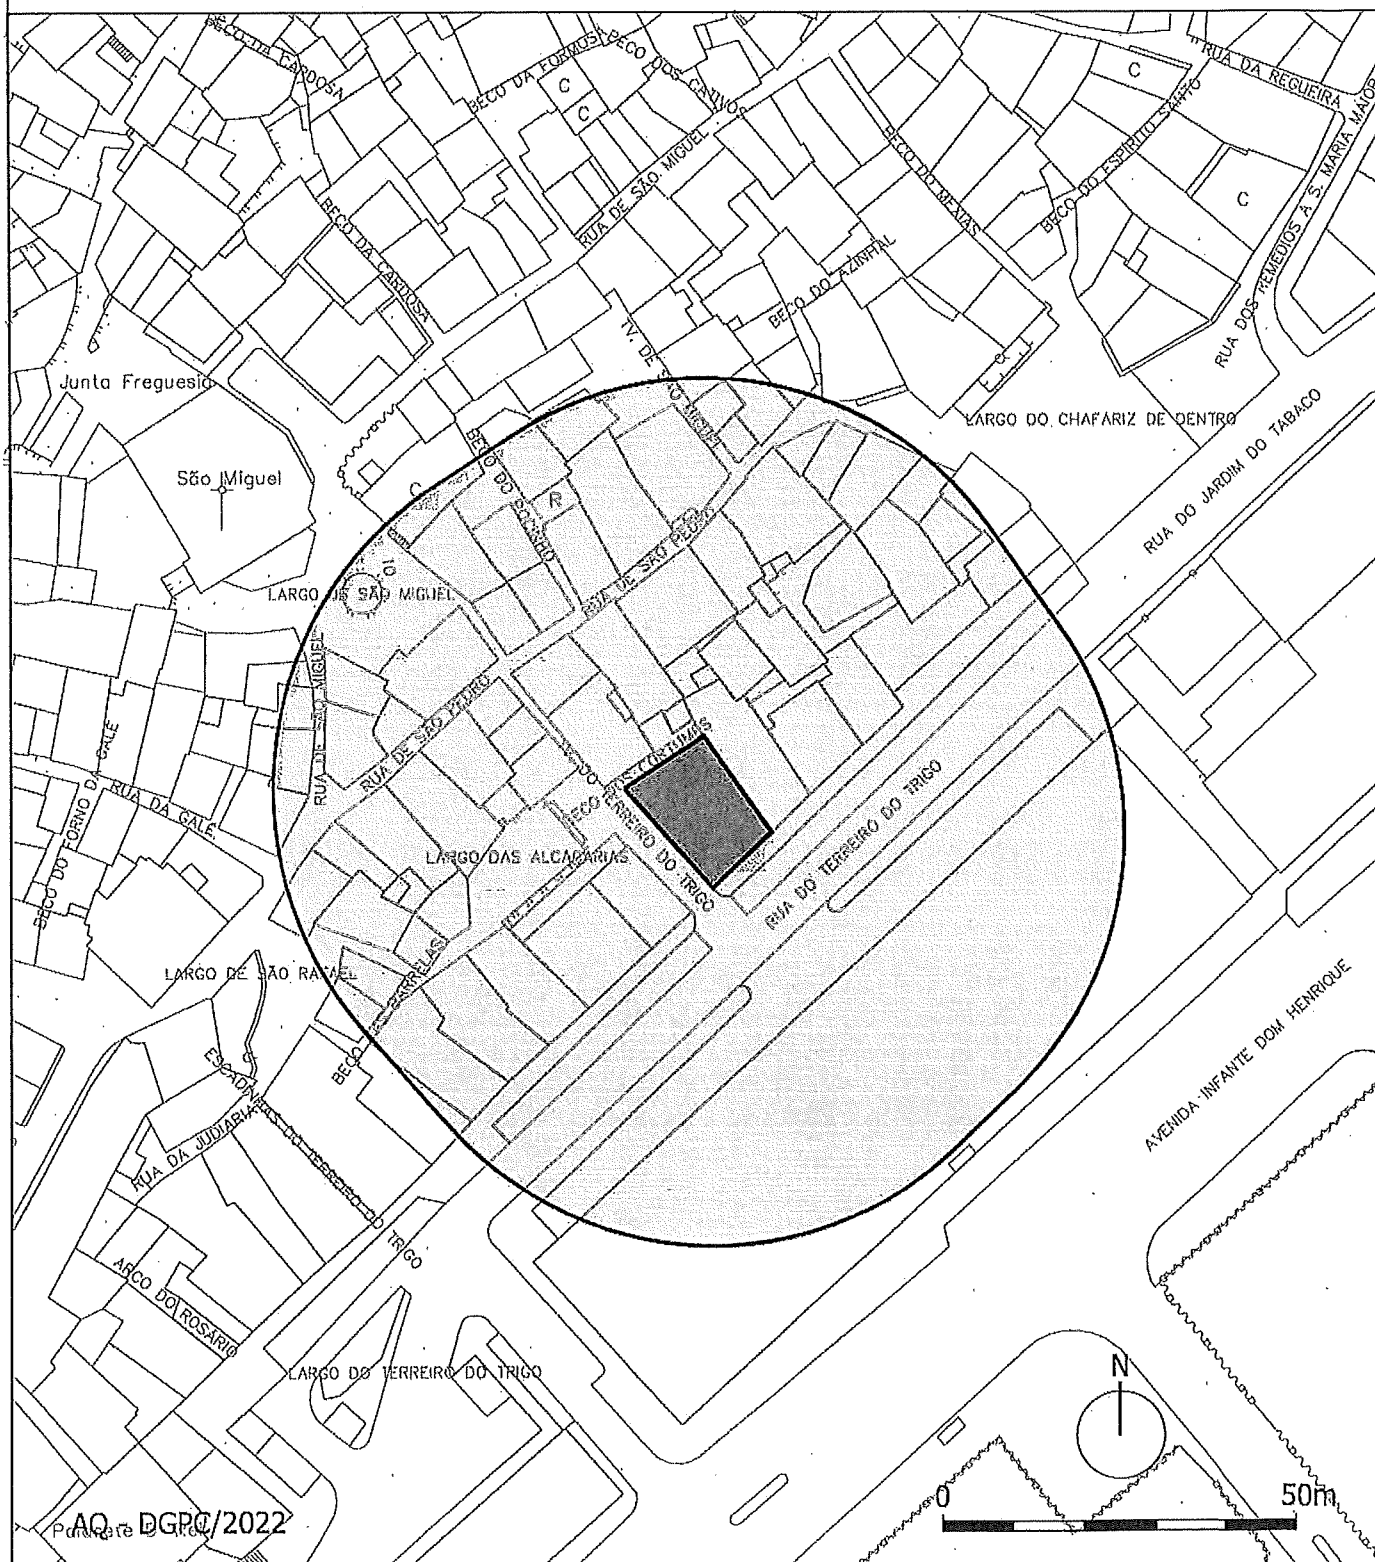 BECO DA CARDOSA
BECO DA FORMOSA
BECO DOS CATIVOS
C
C
RUA DE SÃO MIGUEL
BECO DO MEXIAS
C
RUA DA REGUEIRA
BECO DO ESPIRITO SANTO
C
RUA DOS REMEDIOS A S. MARIA MAIOR
BECO DA CARDOSA
BECO DO AZINHAL
TV. DE SÃO MIGUEL
Junta Freguesia
LARGO DO CHAFARIZ DE DENTRO
RUA DO JARDIM DO TABACO
São Miguel
C
R
RUA DE SÃO PEDRO
LARGO DE SÃO MIGUEL
RUA DE SÃO MIGUEL
RUA DE SÃO PEDRO
BECO DOS CORTUMES
DO TERREIRO DO TRIGO
RUA DO TERREIRO DO TRIGO
BECO DO FORNO DA GALÉ
RUA DA GALÉ
LARGO DAS ALCAÇARIAS
LARGO DE SÃO RAFAEL
BECO
BARRELAS
AVENIDA INFANTE DOM HENRIQUE
ESCADINHAS DO TERREIRO DO TRIGO
RUA DA JUDIARIA
ARCO DO ROSÁRIO
LARGO DO TERREIRO DO TRIGO
N
0 50m
AQ - DGPC/2022